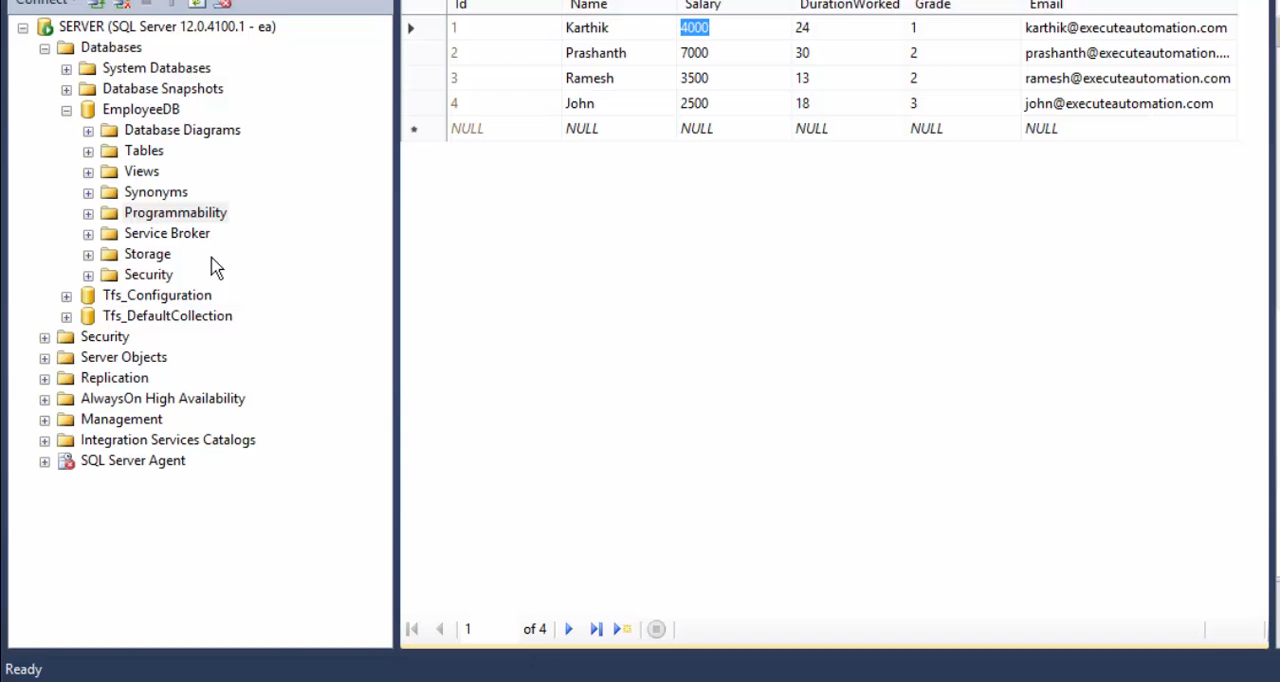 Connect
SERVER (SQL Server 12.0.4100.1 - ea)
Databases
System Databases
Database Snapshots
EmployeeDB
Database Diagrams
Tables
Views
Synonyms
Programmability
Service Broker
Storage
Security
Tfs_Configuration
Tfs_DefaultCollection
Security
Server Objects
Replication
AlwaysOn High Availability
Management
Integration Services Catalogs
SQL Server Agent
Id Name Salary DurationWorked Grade Email
1 Karthik 4000 24 1 karthik@executeautomation.com
2 Prashanth 7000 30 2 prashanth@executeautomation....
3 Ramesh 3500 13 2 ramesh@executeautomation.com
4 John 2500 18 3 john@executeautomation.com
NULL NULL NULL NULL NULL NULL
1 of 4
Ready